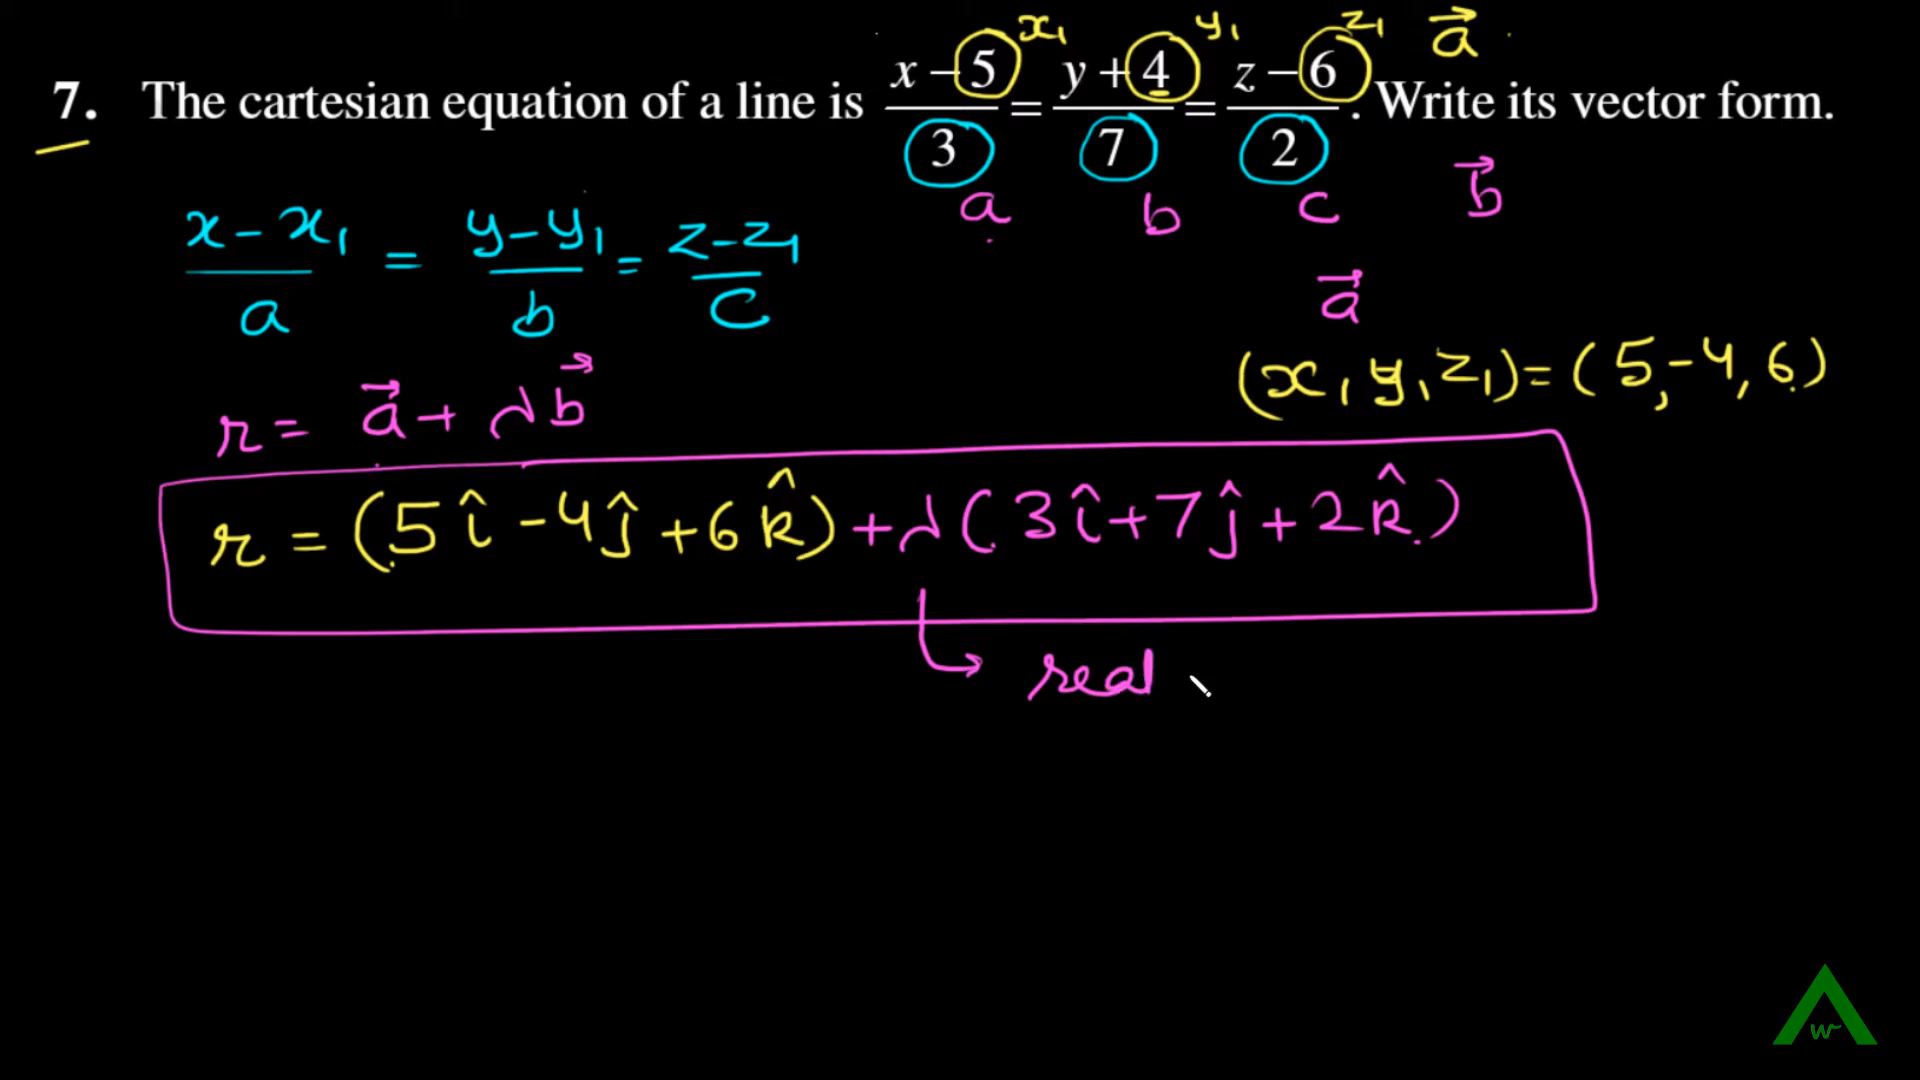 7. The cartesian equation of a line is x − 5 / 3 = y + 4 / 7 = z − 6 / 2 . Write its vector form.
x₁ y₁ z₁ a⃗
a b c b⃗
x − x₁ / a = y − y₁ / b = z − z₁ / c
a⃗
(x₁ y₁ z₁) = (5, −4, 6)
r = a⃗ + λ b⃗
r = (5î − 4ĵ + 6k̂) + λ(3î + 7ĵ + 2k̂)
real
w